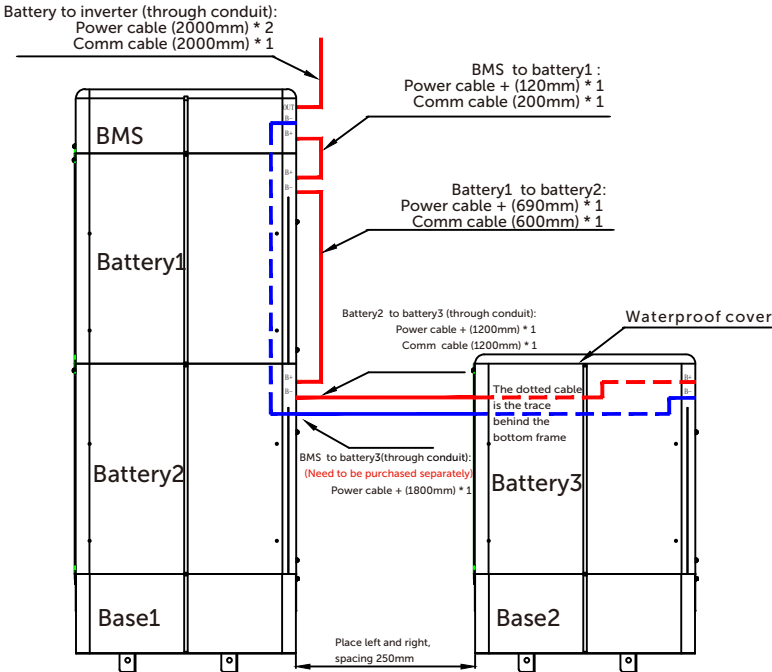 Battery to inverter (through conduit):
Power cable (2000mm) * 2
Comm cable (2000mm) * 1
BMS to battery1 :
Power cable + (120mm) * 1
Comm cable (200mm) * 1
OUT
B-
B+
BMS
B+
B-
Battery1 to battery2:
Power cable + (690mm) * 1
Comm cable (600mm) * 1
Battery1
Battery2 to battery3 (through conduit):
Power cable + (1200mm) * 1
Comm cable (1200mm) * 1
Waterproof cover
B+
B-
B+
B-
The dotted cable
is the trace
behind the
bottom frame
BMS to battery3(through conduit):
(Need to be purchased separately)
Power cable + (1800mm) * 1
Battery2
Battery3
Base1
Base2
Place left and right,
spacing 250mm